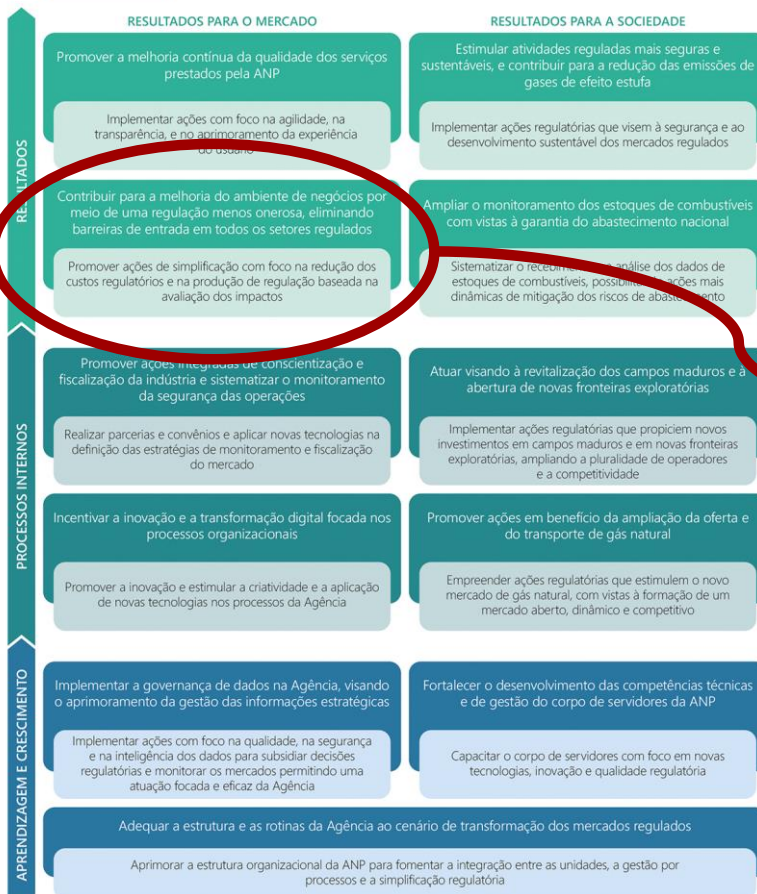 RESULTADOS PARA O MERCADO
RESULTADOS PARA A SOCIEDADE
RESULTADOS
Promover a melhoria contínua da qualidade dos serviços
prestados pela ANP
Implementar ações com foco na agilidade, na
transparência, e no aprimoramento da experiência
do usuário
Estimular atividades reguladas mais seguras e
sustentáveis, e contribuir para a redução das emissões de
gases de efeito estufa
Implementar ações regulatórias que visem à segurança e ao
desenvolvimento sustentável dos mercados regulados
Contribuir para a melhoria do ambiente de negócios por
meio de uma regulação menos onerosa, eliminando
barreiras de entrada em todos os setores regulados
Promover ações de simplificação com foco na redução dos
custos regulatórios e na produção de regulação baseada na
avaliação dos impactos
Ampliar o monitoramento dos estoques de combustíveis
com vistas à garantia do abastecimento nacional
Sistematizar o recebimento e análise dos dados de
estoques de combustíveis, possibilitando ações mais
dinâmicas de mitigação dos riscos de abastecimento
PROCESSOS INTERNOS
Promover ações integradas de conscientização e
fiscalização da indústria e sistematizar o monitoramento
da segurança das operações
Realizar parcerias e convênios e aplicar novas tecnologias na
definição das estratégias de monitoramento e fiscalização
do mercado
Atuar visando à revitalização dos campos maduros e à
abertura de novas fronteiras exploratórias
Implementar ações regulatórias que propiciem novos
investimentos em campos maduros e em novas fronteiras
exploratórias, ampliando a pluralidade de operadores
e a competitividade
Incentivar a inovação e a transformação digital focada nos
processos organizacionais
Promover a inovação e estimular a criatividade e a aplicação
de novas tecnologias nos processos da Agência
Promover ações em benefício da ampliação da oferta e
do transporte de gás natural
Empreender ações regulatórias que estimulem o novo
mercado de gás natural, com vistas à formação de um
mercado aberto, dinâmico e competitivo
APRENDIZAGEM E CRESCIMENTO
Implementar a governança de dados na Agência, visando
o aprimoramento da gestão das informações estratégicas
Implementar ações com foco na qualidade, na segurança
e na inteligência dos dados para subsidiar decisões
regulatórias e monitorar os mercados permitindo uma
atuação focada e eficaz da Agência
Fortalecer o desenvolvimento das competências técnicas
e de gestão do corpo de servidores da ANP
Capacitar o corpo de servidores com foco em novas
tecnologias, inovação e qualidade regulatória
Adequar a estrutura e as rotinas da Agência ao cenário de transformação dos mercados regulados
Aprimorar a estrutura organizacional da ANP para fomentar a integração entre as unidades, a gestão por
processos e a simplificação regulatória